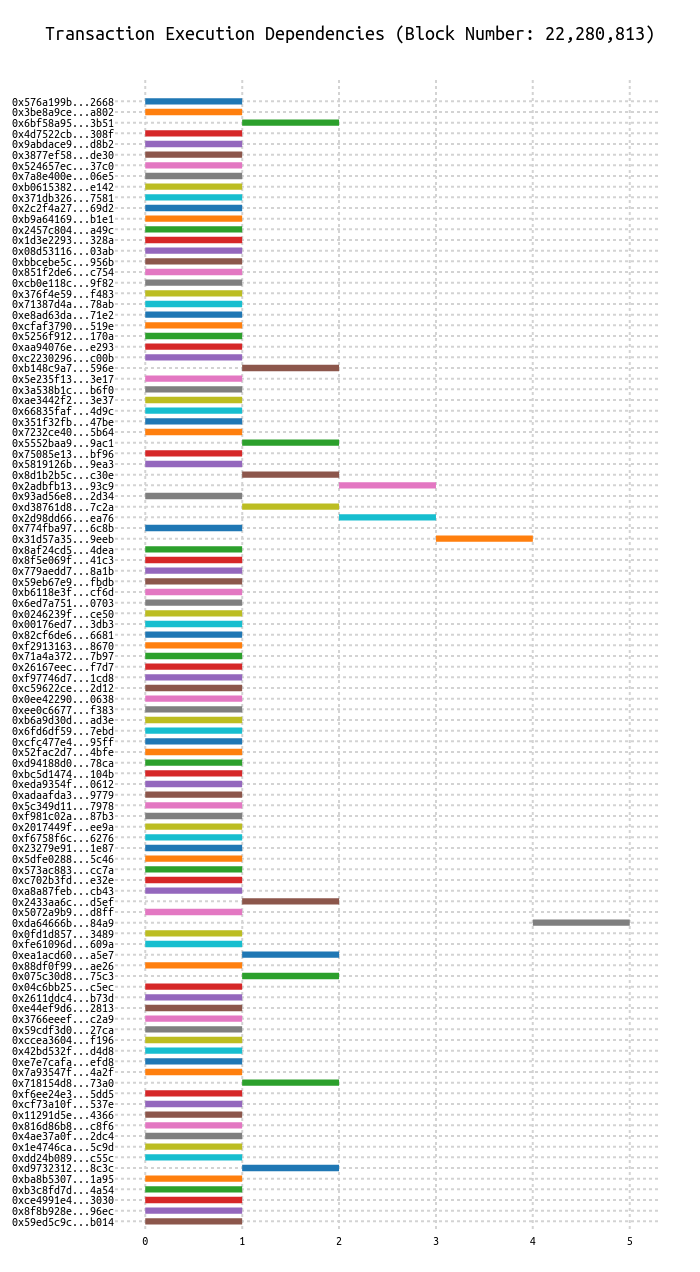 Transaction Execution Dependencies (Block Number: 22,280,813)
0x576a199b...2668
0x3be8a9ce...a802
0x6bf58a95...3b51
0x4d7522cb...308f
0x9abdace9...d8b2
0x3877ef58...de30
0x524657ec...37c0
0x7a8e400e...06e5
0xb0615382...e142
0x371db326...7581
0x2c2f4a27...69d2
0xb9a64169...b1e1
0x2457c804...a49c
0x1d3e2293...328a
0x08d53116...03ab
0xbbcebe5c...956b
0x851f2de6...c754
0xcb0e118c...9f82
0x376f4e59...f483
0x71387d4a...78ab
0xe8ad63da...71e2
0xcfaf3790...519e
0x5256f912...170a
0xaa94076e...e293
0xc2230296...c00b
0xb148c9a7...596e
0x5e235f13...3e17
0x3a538b1c...b6f0
0xae3442f2...3e37
0x66835faf...4d9c
0x351f32fb...47be
0x7232ce40...5b64
0x5552baa9...9ac1
0x75085e13...bf96
0x5819126b...9ea3
0x8d1b2b5c...c30e
0x2adbfb13...93c9
0x93ad56e8...2d34
0xd38761d8...7c2a
0x2d98dd66...ea76
0x774fba97...6c8b
0x31d57a35...9eeb
0x8af24cd5...4dea
0x8f5e069f...41c3
0x779aedd7...8a1b
0x59eb67e9...fbdb
0xb6118e3f...cf6d
0x6ed7a751...0703
0x0246239f...ce50
0x00176ed7...3db3
0x82cf6de6...6681
0xf2913163...8670
0x71a4a372...7b97
0x26167eec...f7d7
0xf97746d7...1cd8
0xc59622ce...2d12
0x0ee42290...0638
0xee0c6677...f383
0xb6a9d30d...ad3e
0x6fd6df59...7ebd
0xcfc477e4...95ff
0x52fac2d7...4bfe
0xd94188d0...78ca
0xbc5d1474...104b
0xeda9354f...0612
0xadaafda3...9779
0x5c349d11...7978
0xf981c02a...87b3
0x2017449f...ee9a
0xf6758f6c...6276
0x23279e91...1e87
0x5dfe0288...5c46
0x573ac883...cc7a
0xc702b3fd...e32e
0xa8a87feb...cb43
0x2433aa6c...d5ef
0x5072a9b9...d8ff
0xda64666b...84a9
0x0fd1d857...3489
0xfe61096d...609a
0xea1acd60...a5e7
0x88df0f99...ae26
0x075c30d8...75c3
0x04c6bb25...c5ec
0x2611ddc4...b73d
0xe44ef9d6...2813
0x3766eeef...c2a9
0x59cdf3d0...27ca
0xccea3604...f196
0x42bd532f...d4d8
0xe7e7cafa...efd8
0x7a93547f...4a2f
0x718154d8...73a0
0xf6ee24e3...5dd5
0xcf73a10f...537e
0x11291d5e...4366
0x816d86b8...c8f6
0x4ae37a0f...2dc4
0x1e4746ca...5c9d
0xdd24b089...c55c
0xd9732312...8c3c
0xba8b5307...1a95
0xb3c8fd7d...4a54
0xce4991e4...3030
0x8f8b928e...96ec
0x59ed5c9c...b014
0 1 2 3 4 5